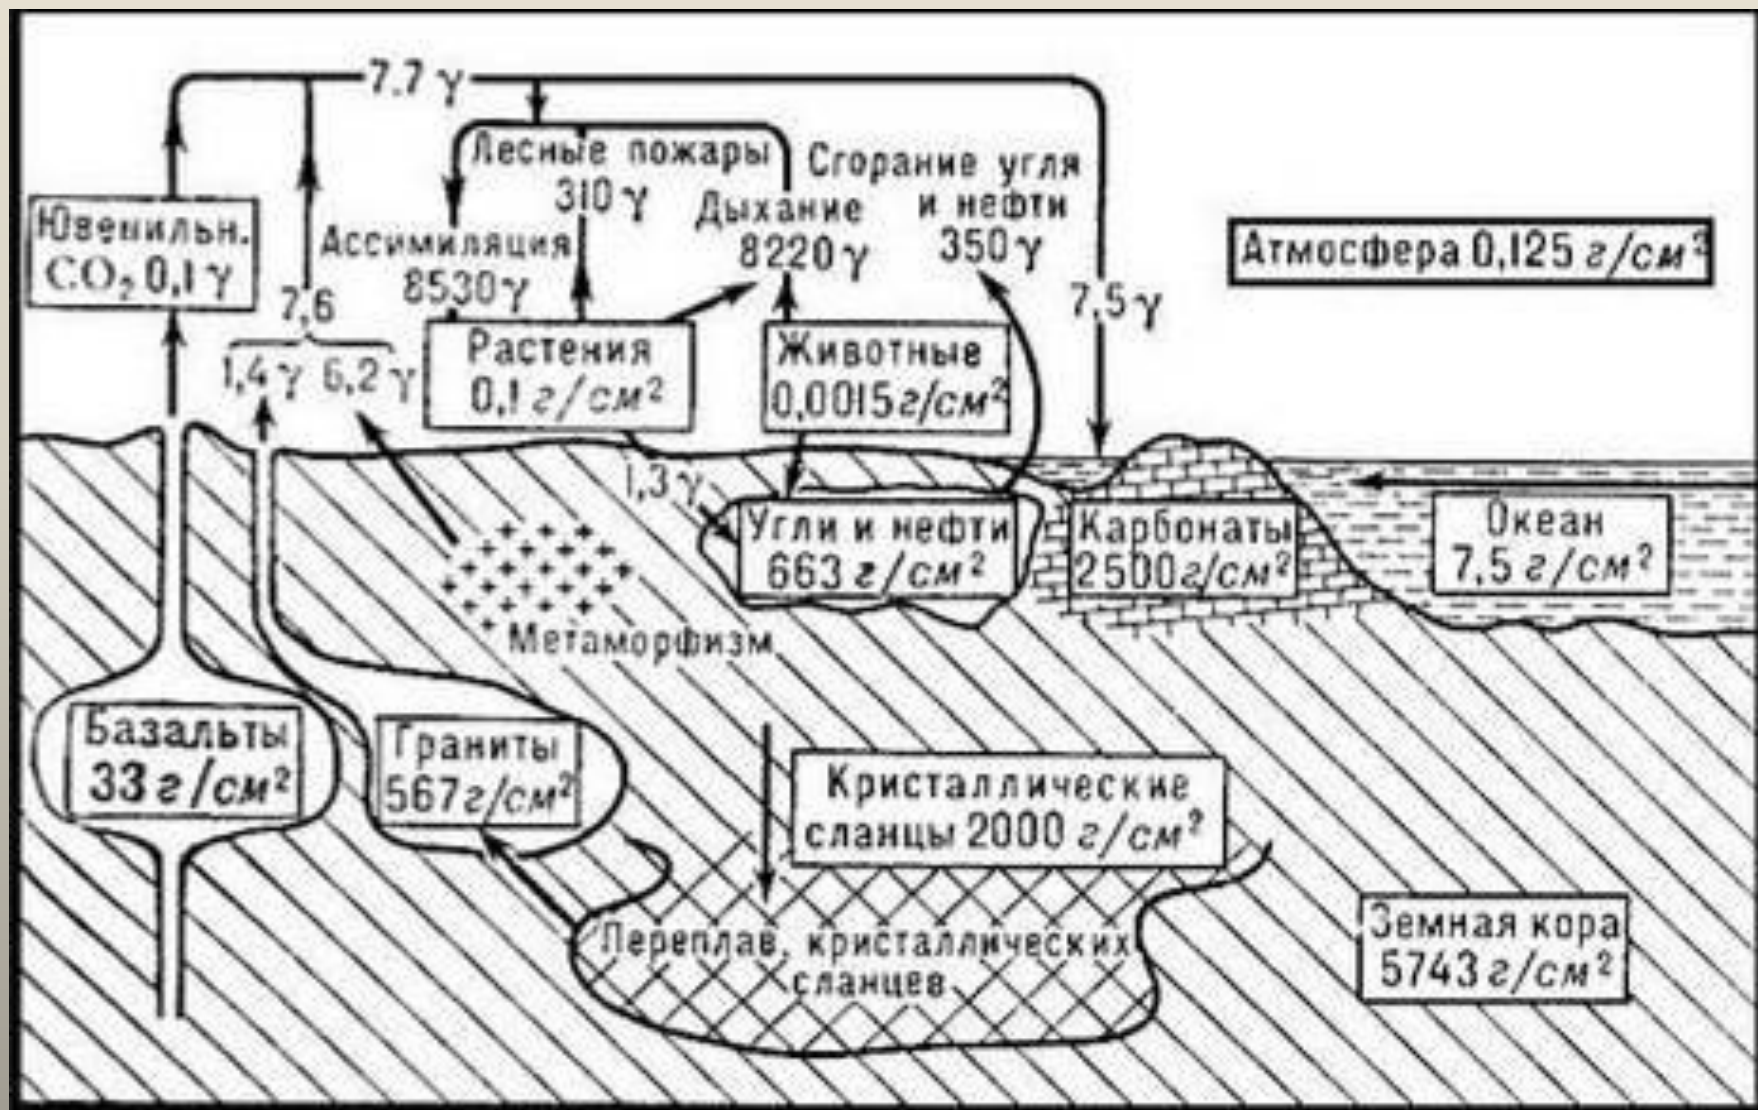 7.7 γ
Лесные пожары
310 γ
Сгорание угля
и нефти
350 γ
Дыхание
8220 γ
Ювенильн.
CO₂ 0,1 γ
Ассимиляция
8530 γ
Атмосфера 0,125 г/см³
7,6
1,4 γ 6,2 γ
7,5 γ
Растения
0,1 г/см²
Животные
0,0015 г/см²
1,3 γ
Угли и нефти
663 г/см²
Карбонаты
2500 г/см²
Океан
7,5 г/см²
Метаморфизм
Базальты
33 г/см²
Граниты
567 г/см²
Кристаллические
сланцы 2000 г/см²
Переплав. кристаллических
сланцев
Земная кора
5743 г/см²